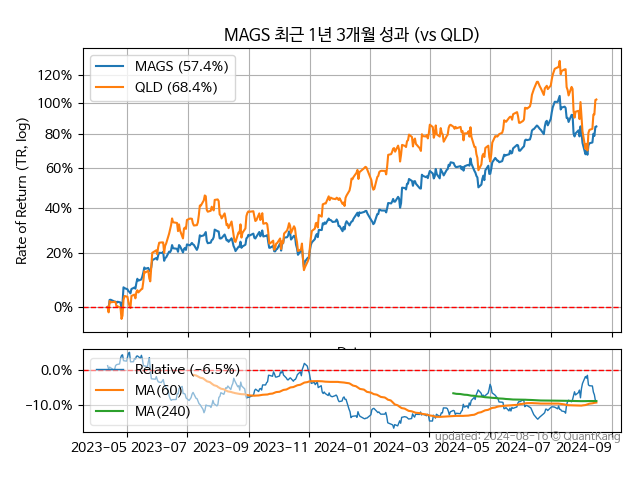 MAGS 최근 1년 3개월 성과 (vs QLD)
MAGS (57.4%)
QLD (68.4%)
Rate of Return (TR, log)
120%
100%
80%
60%
40%
20%
0%
Relative (-6.5%)
MA(60)
MA(240)
0.0%
-10.0%
2023-05 2023-07 2023-09 2023-11 2024-01 2024-03 2024-05 2024-07 2024-09
updated: 2024-08-16 © QuantKang